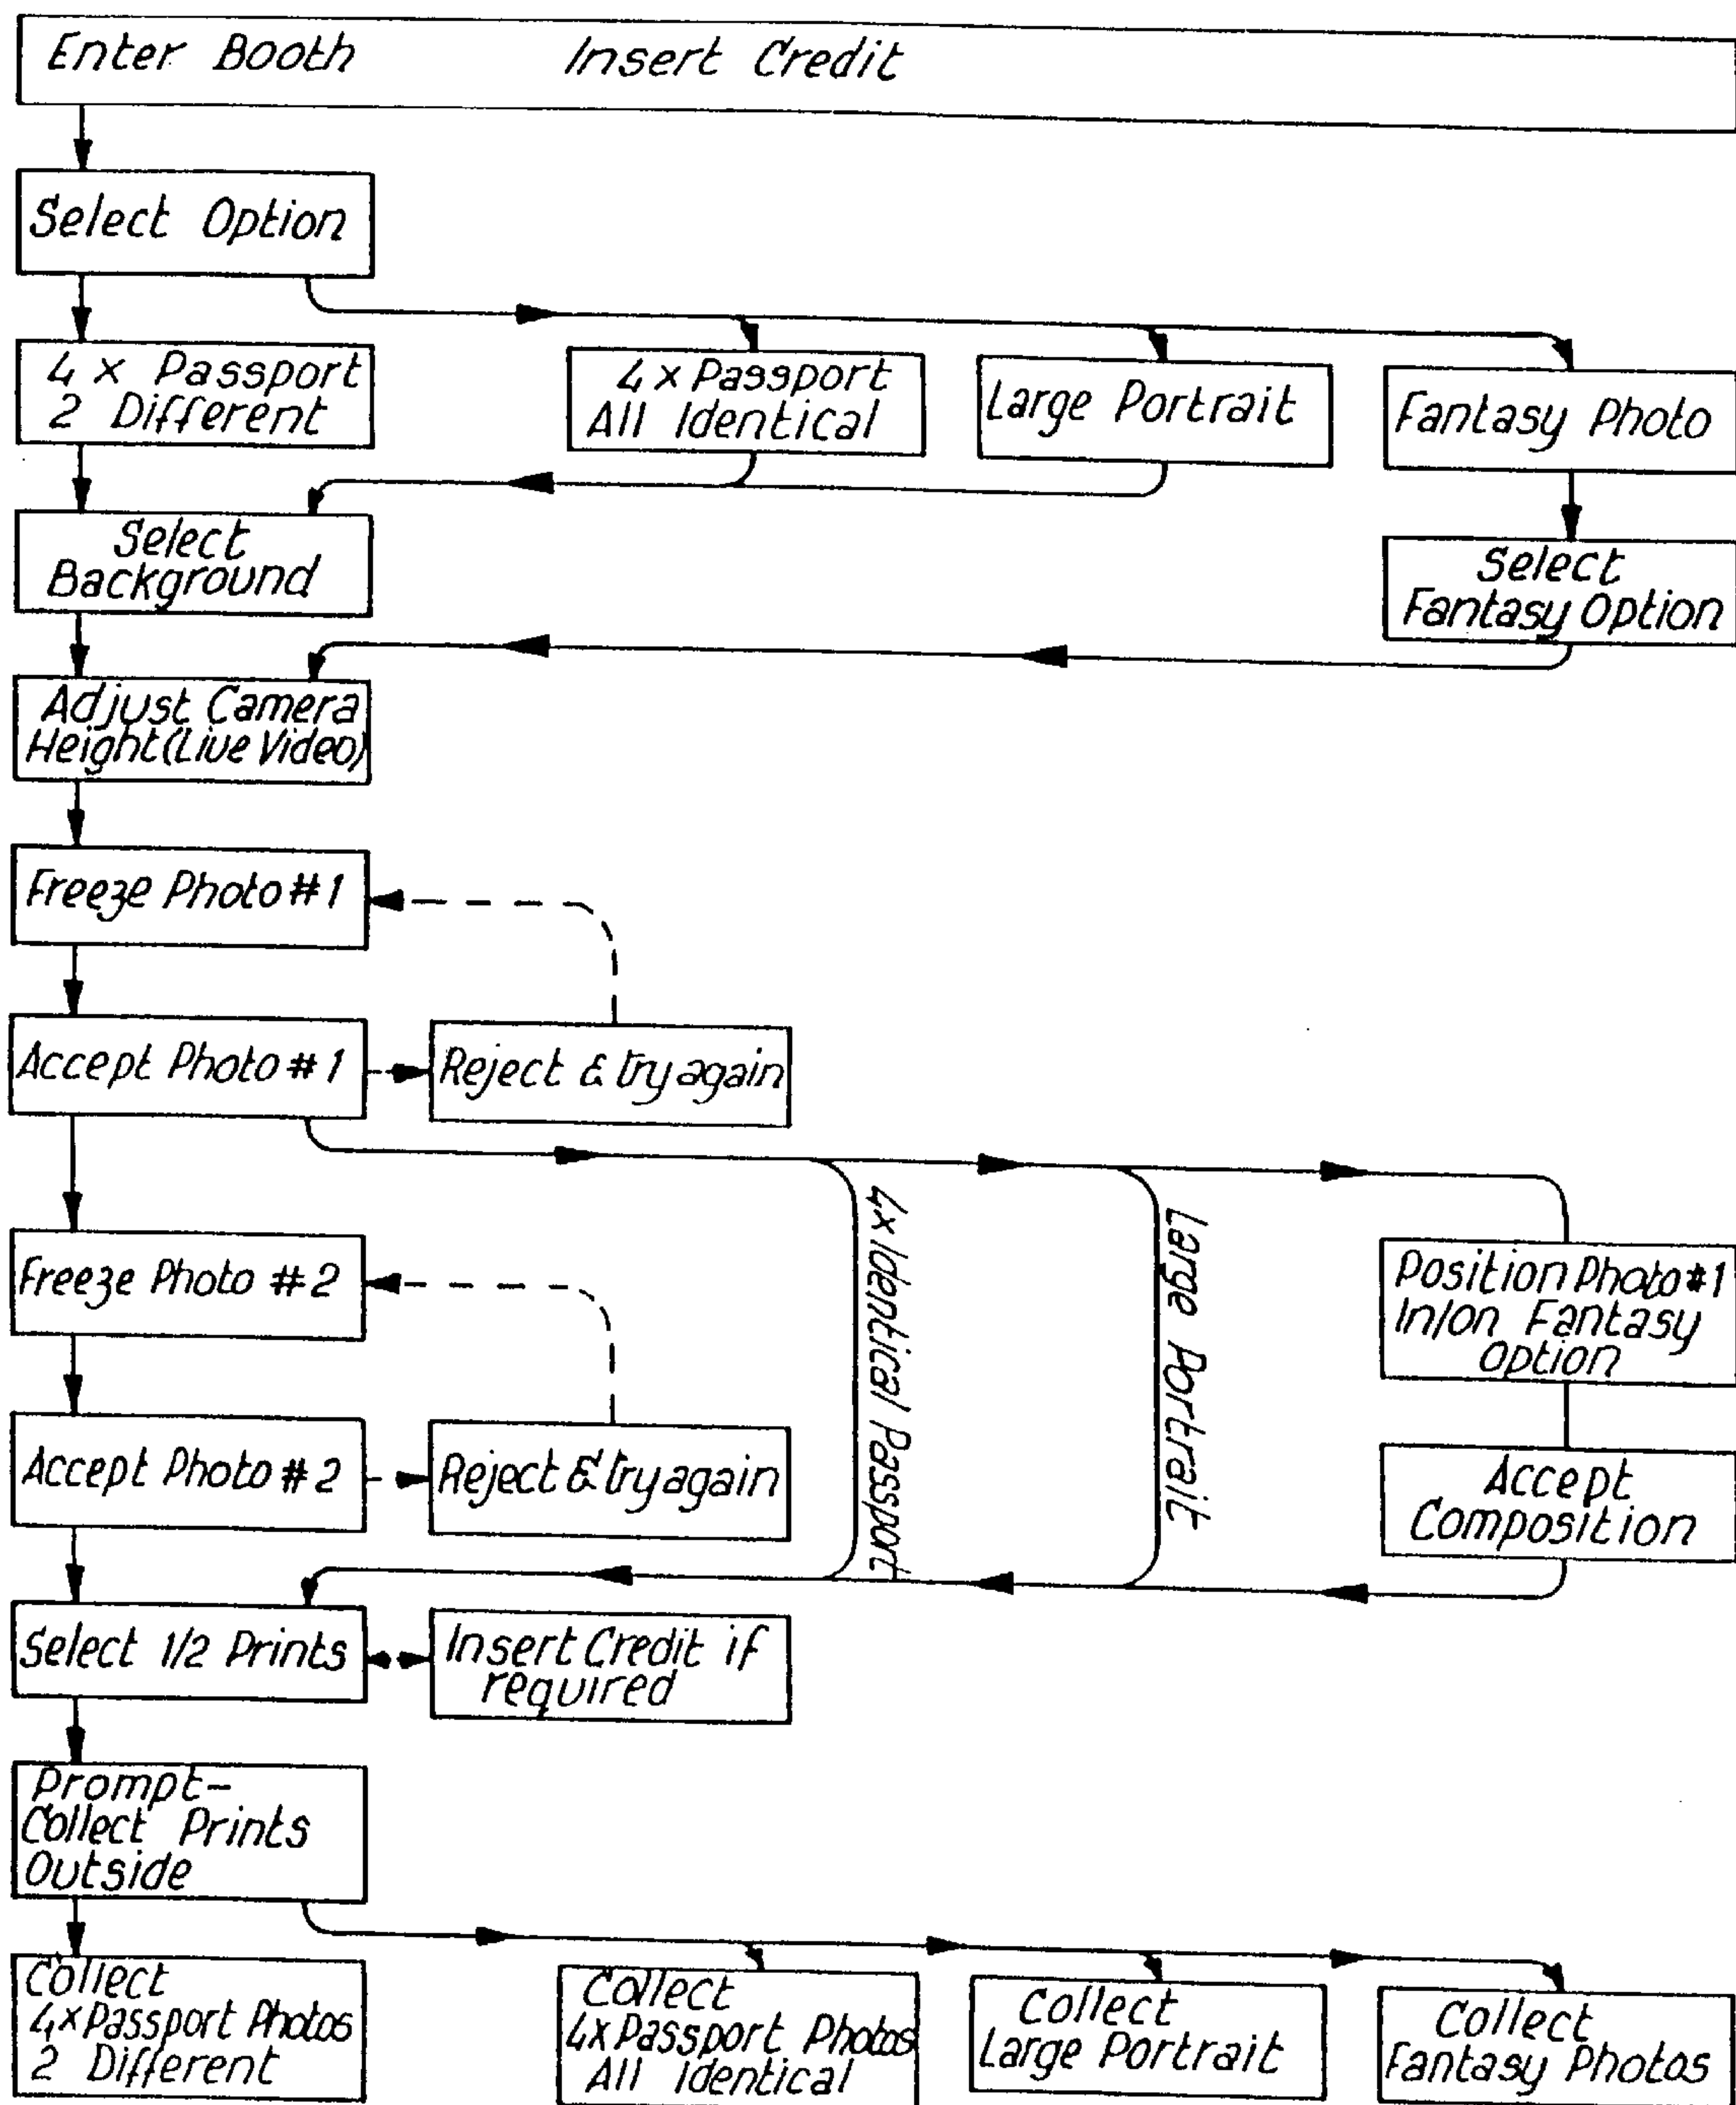 Enter Booth Insert Credit
Select Option
4 x Passport
2 Different
4 x Passport
All Identical
Large Portrait
Fantasy Photo
Select
Background
Select
Fantasy Option
Adjust Camera
Height (Live Video)
Freeze Photo #1
Accept Photo #1
Reject & try again
4x Identical Passport
Large Portrait
Freeze Photo #2
Position Photo #1
In/on Fantasy
Option
Accept Photo #2
Reject & try again
Accept
Composition
Select 1/2 Prints
Insert Credit if
required
Prompt-
Collect Prints
Outside
Collect
4x Passport Photos
2 Different
Collect
4x Passport Photos
All Identical
Collect
Large Portrait
Collect
Fantasy Photos